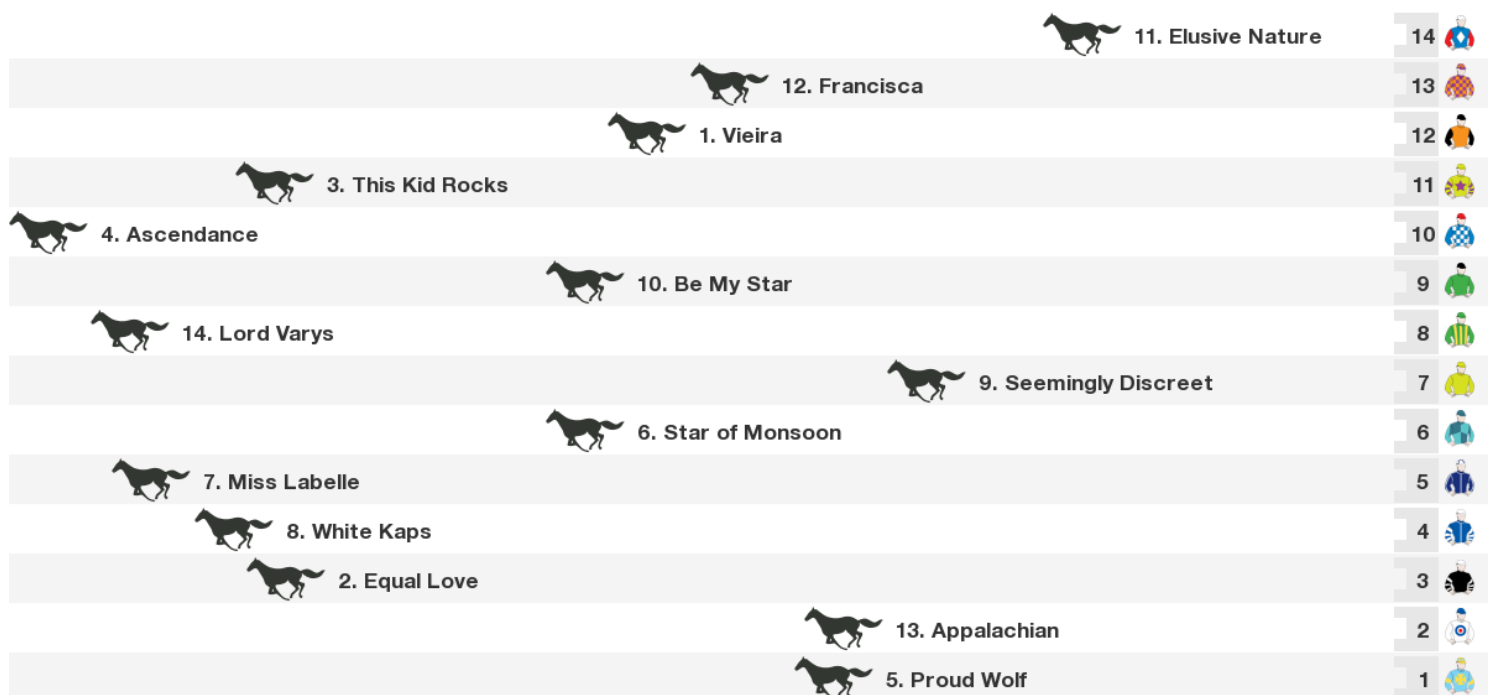 11. Elusive Nature 14
12. Francisca 13
1. Vieira 12
3. This Kid Rocks 11
4. Ascendance 10
10. Be My Star 9
14. Lord Varys 8
9. Seemingly Discreet 7
6. Star of Monsoon 6
7. Miss Labelle 5
8. White Kaps 4
2. Equal Love 3
13. Appalachian 2
5. Proud Wolf 1